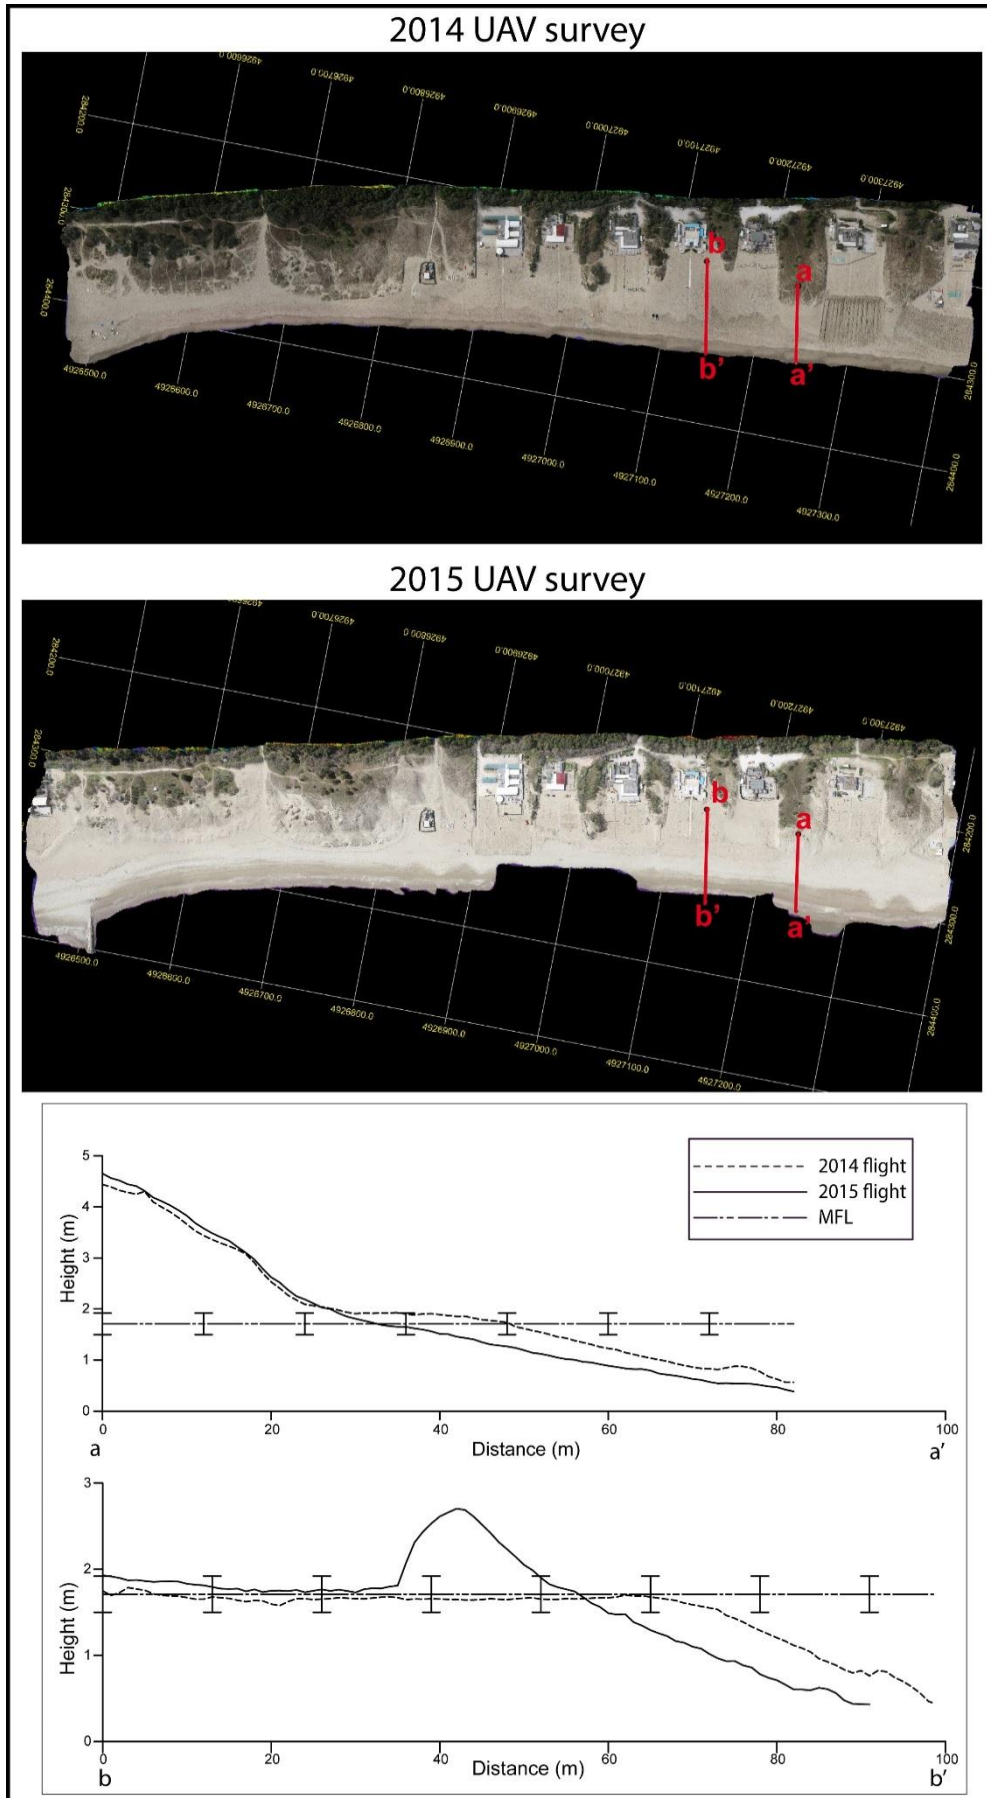 2014 UAV survey
4926600.0
4926700.0
4926800.0
4926900.0
4927000.0
4927100.0
4927200.0
4927300.0
284200.0
284300.0
284400.0
b
a
b’
a’
4926500.0
4926600.0
4926700.0
4926800.0
4926900.0
4927000.0
4927100.0
4927200.0
4927300.0
284300.0
284400.0
2015 UAV survey
4926700.0
4926800.0
4926900.0
4927000.0
4927100.0
4927200.0
4927300.0
284200.0
284300.0
b
a
b’
a’
284200.0
284300.0
284400.0
4926500.0
4926600.0
4926700.0
4926800.0
4926900.0
4927000.0
4927100.0
4927200.0
2014 flight
2015 flight
MFL
Height (m)
5
4
3
2
1
0
0 20 40 60 80 100
a Distance (m) a’
Height (m)
3
2
1
0
0 20 40 60 80 100
b Distance (m) b’